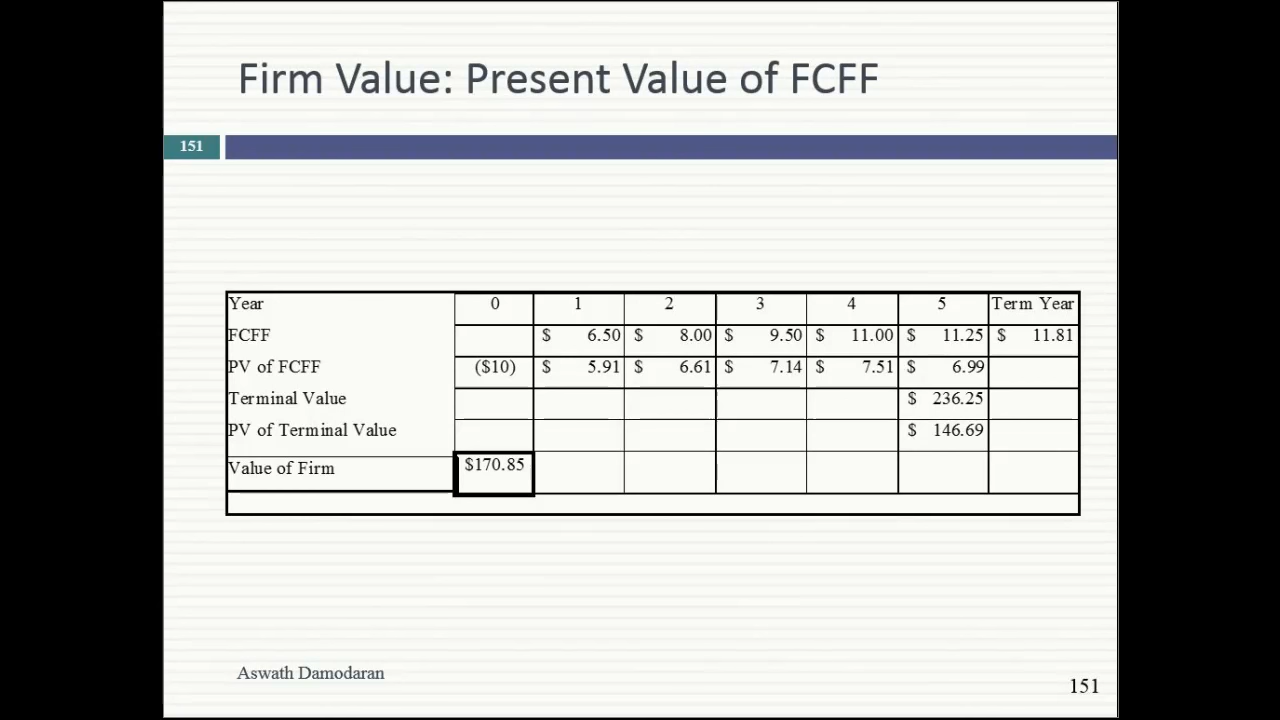 Firm Value: Present Value of FCFF
151
Year 0 1 2 3 4 5 Term Year
FCFF $ 6.50 $ 8.00 $ 9.50 $ 11.00 $ 11.25 $ 11.81
PV of FCFF ($10) $ 5.91 $ 6.61 $ 7.14 $ 7.51 $ 6.99
Terminal Value $ 236.25
PV of Terminal Value $ 146.69
Value of Firm $170.85
Aswath Damodaran
151